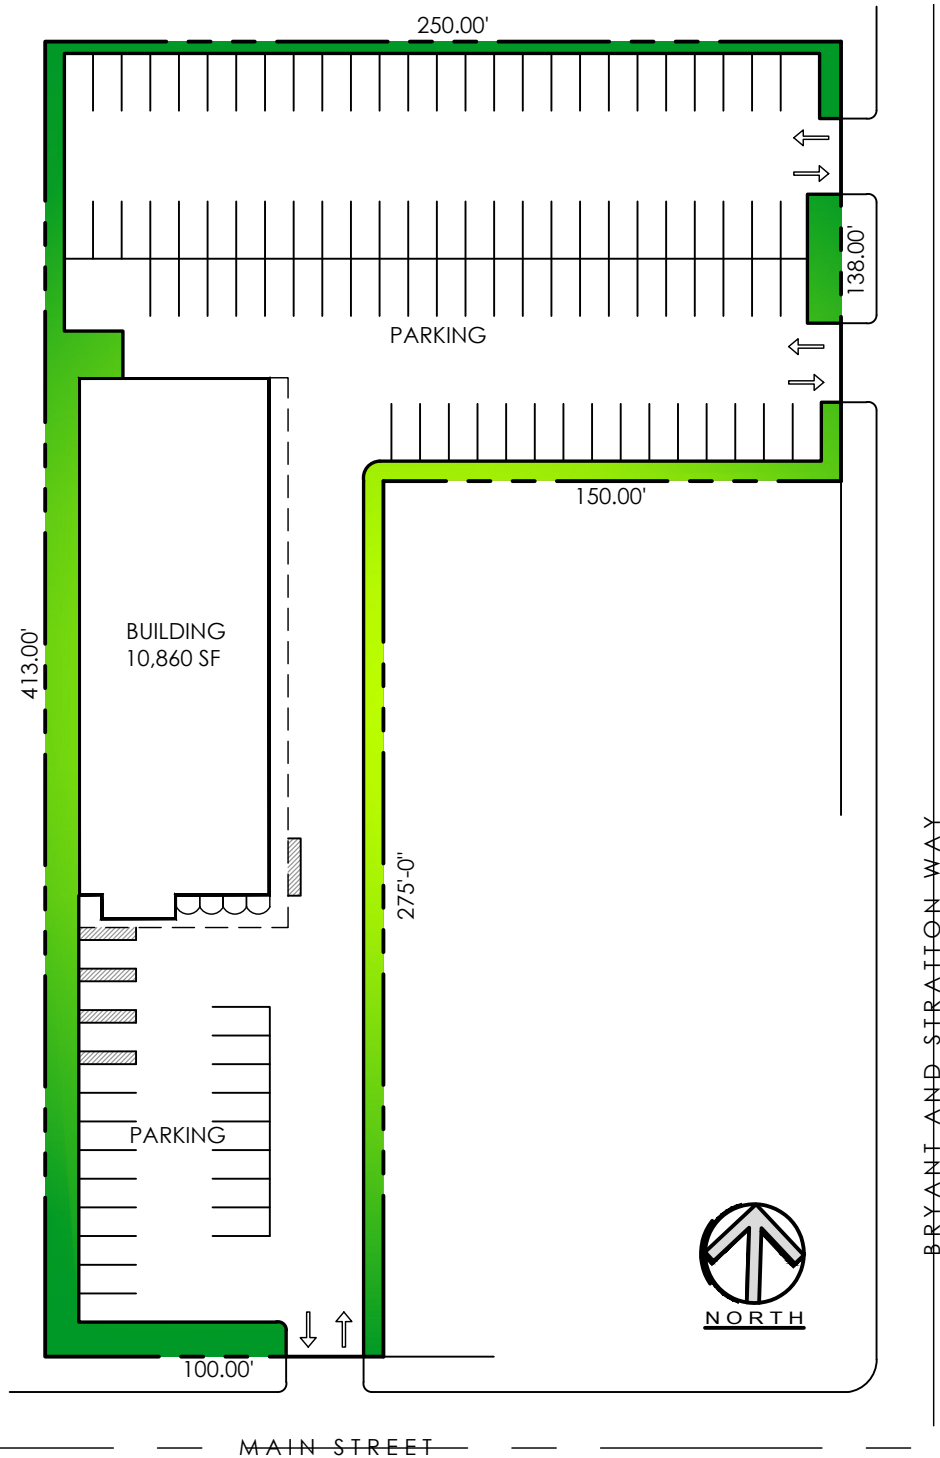 250.00'
138.00'
PARKING
150.00'
BUILDING
10,860 SF
413.00'
275'-0"
BRYANT AND STRATTON WAY
PARKING
NORTH
100.00'
MAIN STREET